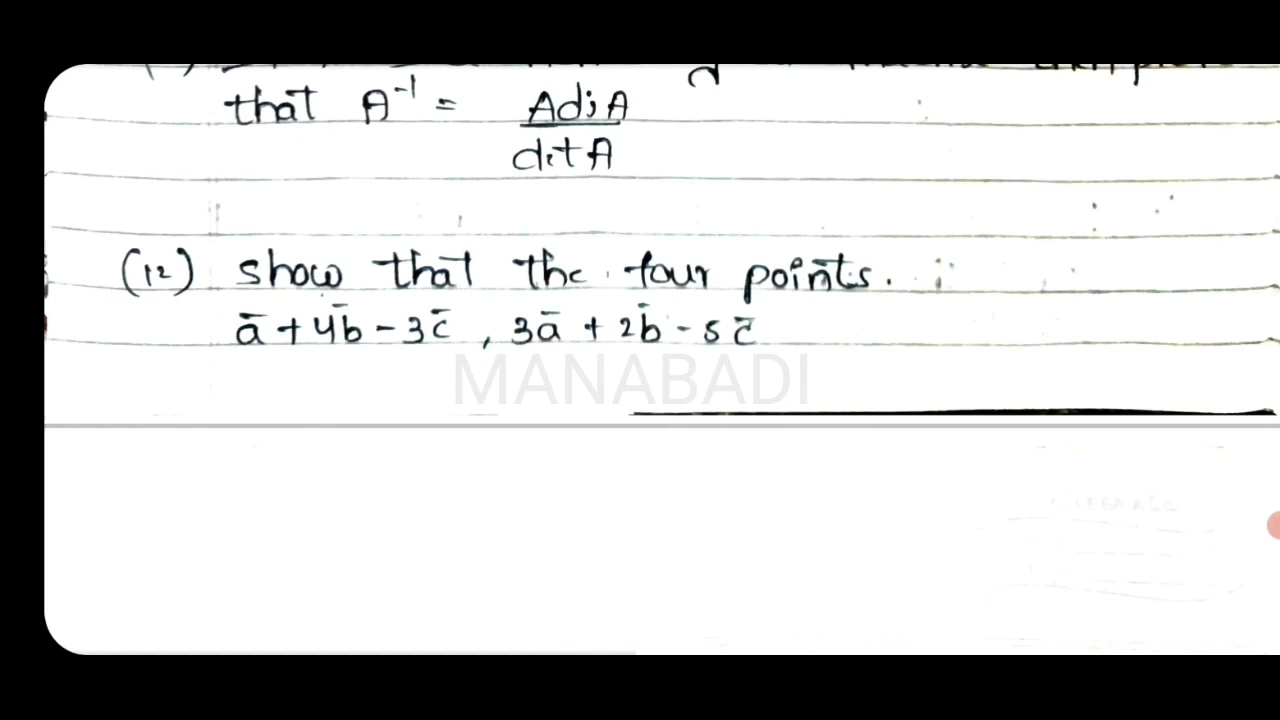 that A⁻¹ = AdjA
detA
(12) show that the four points.
ā + 4b̄ - 3c̄ , 3ā + 2b̄ - 5c̄
MANABADI